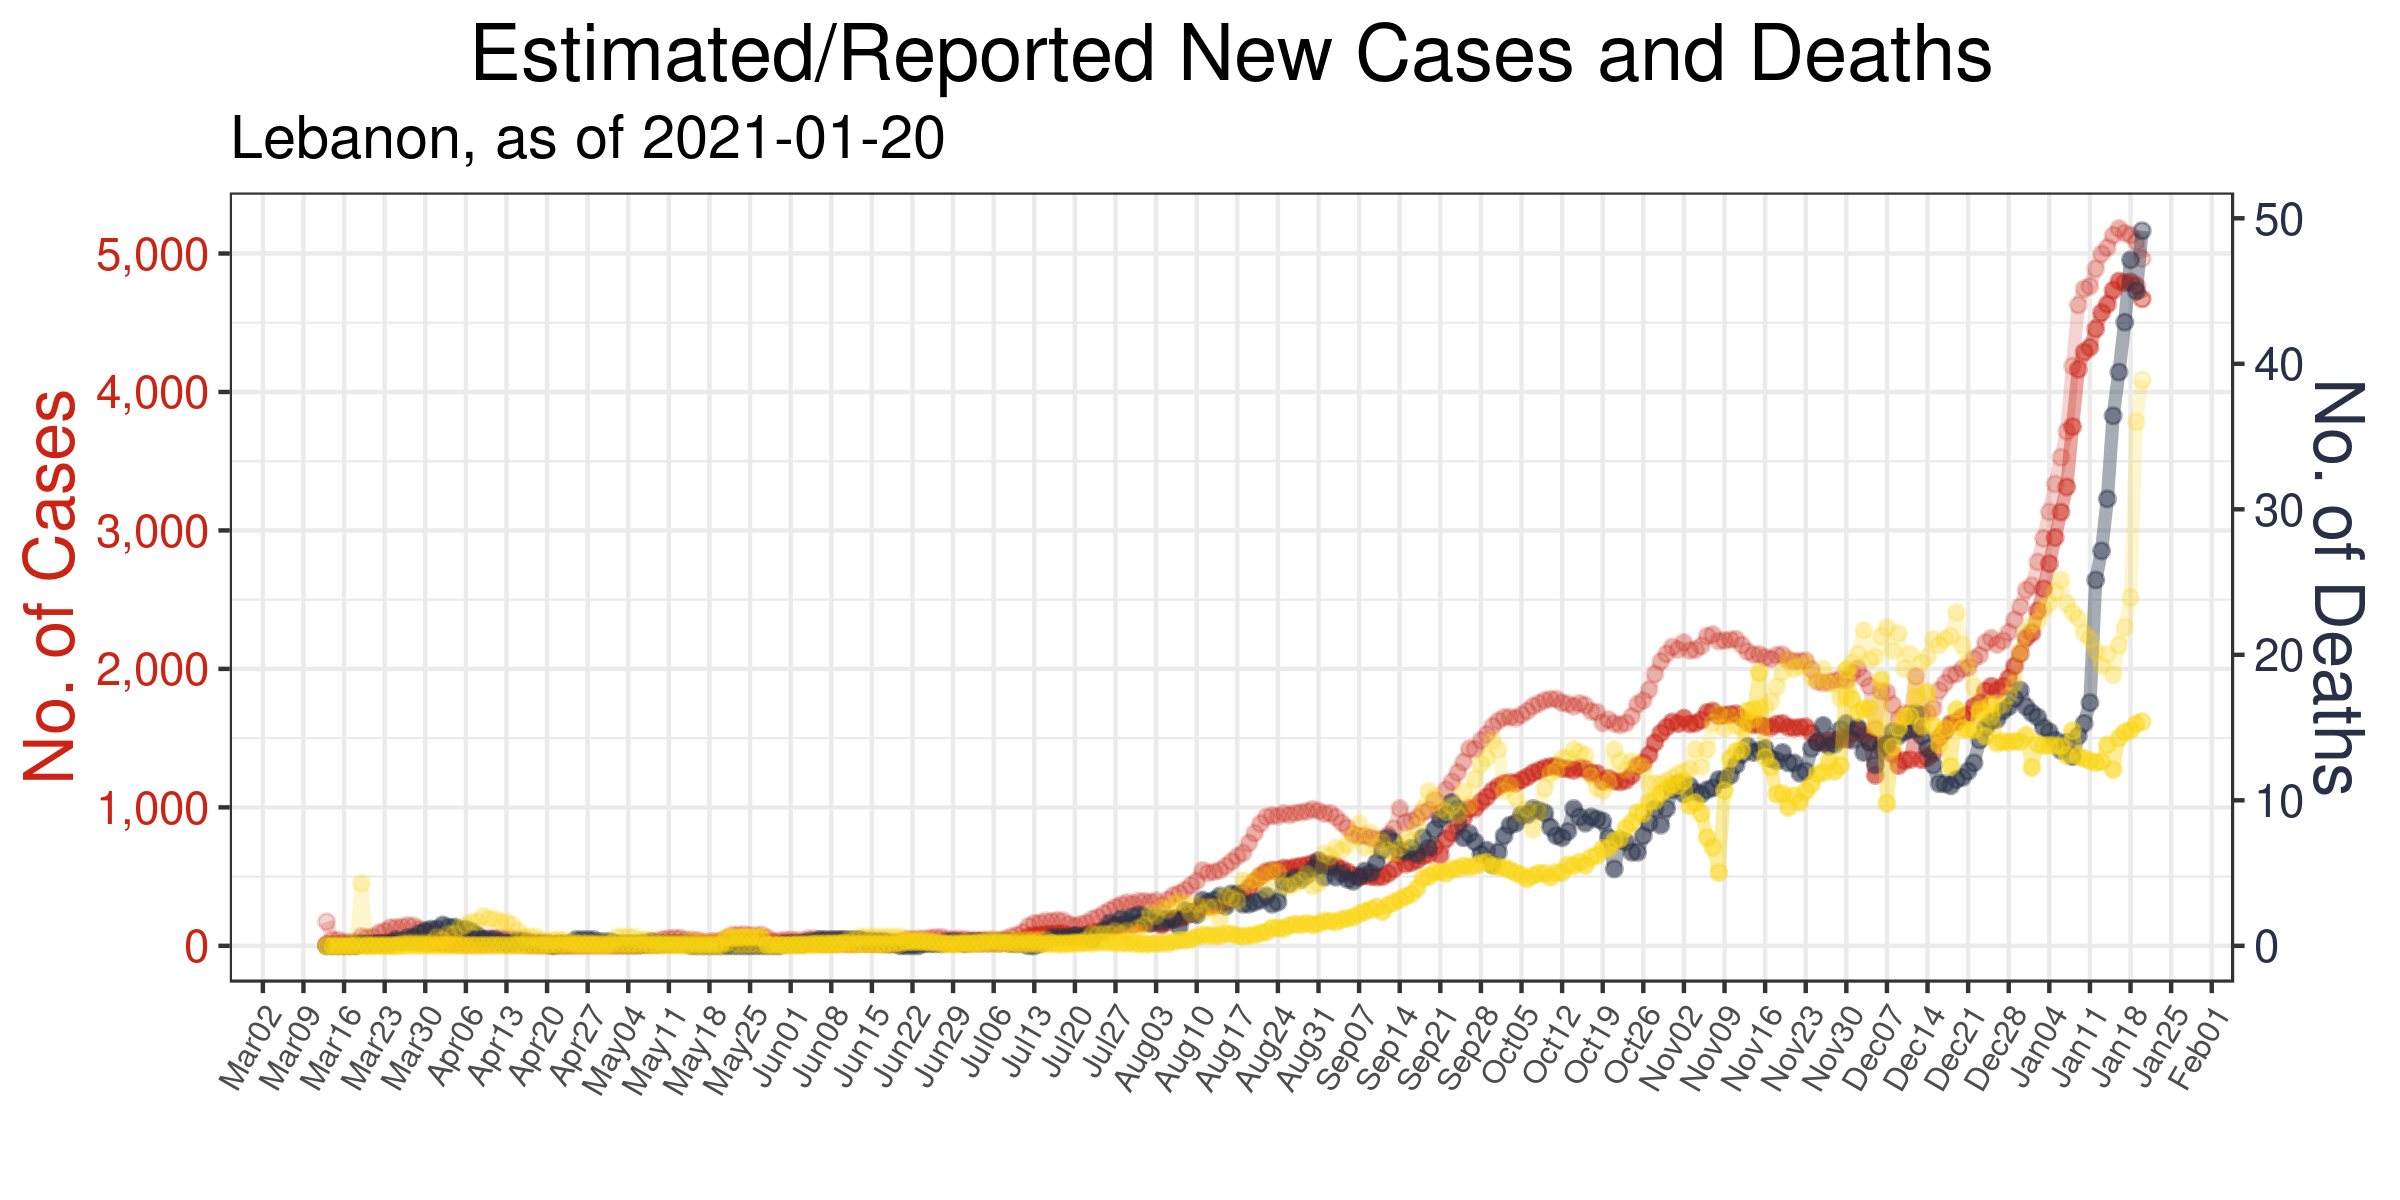 Estimated/Reported New Cases and Deaths
Lebanon, as of 2021-01-20
No. of Cases
5,000
4,000
3,000
2,000
1,000
0
50
40
30
20
10
0
No. of Deaths
Mar02
Mar09
Mar16
Mar23
Mar30
Apr06
Apr13
Apr20
Apr27
May04
May11
May18
May25
Jun01
Jun08
Jun15
Jun22
Jun29
Jul06
Jul13
Jul20
Jul27
Aug03
Aug10
Aug17
Aug24
Aug31
Sep07
Sep14
Sep21
Sep28
Oct05
Oct12
Oct19
Oct26
Nov02
Nov09
Nov16
Nov23
Nov30
Dec07
Dec14
Dec21
Dec28
Jan04
Jan11
Jan18
Jan25
Feb01